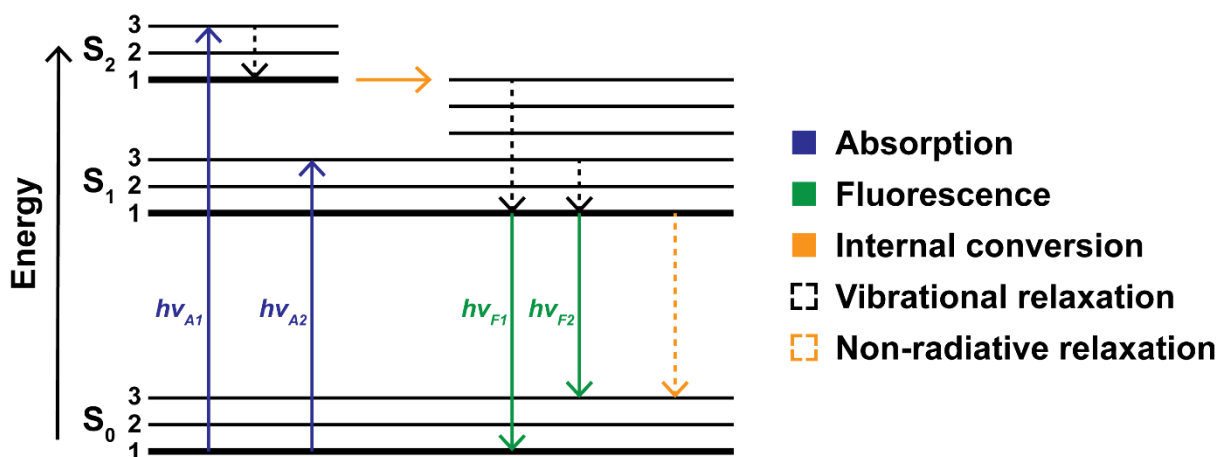 Energy
S2
3
2
1
S1
3
2
1
S0
3
2
1
hvA1
hvA2
hvF1
hvF2
Absorption
Fluorescence
Internal conversion
Vibrational relaxation
Non-radiative relaxation